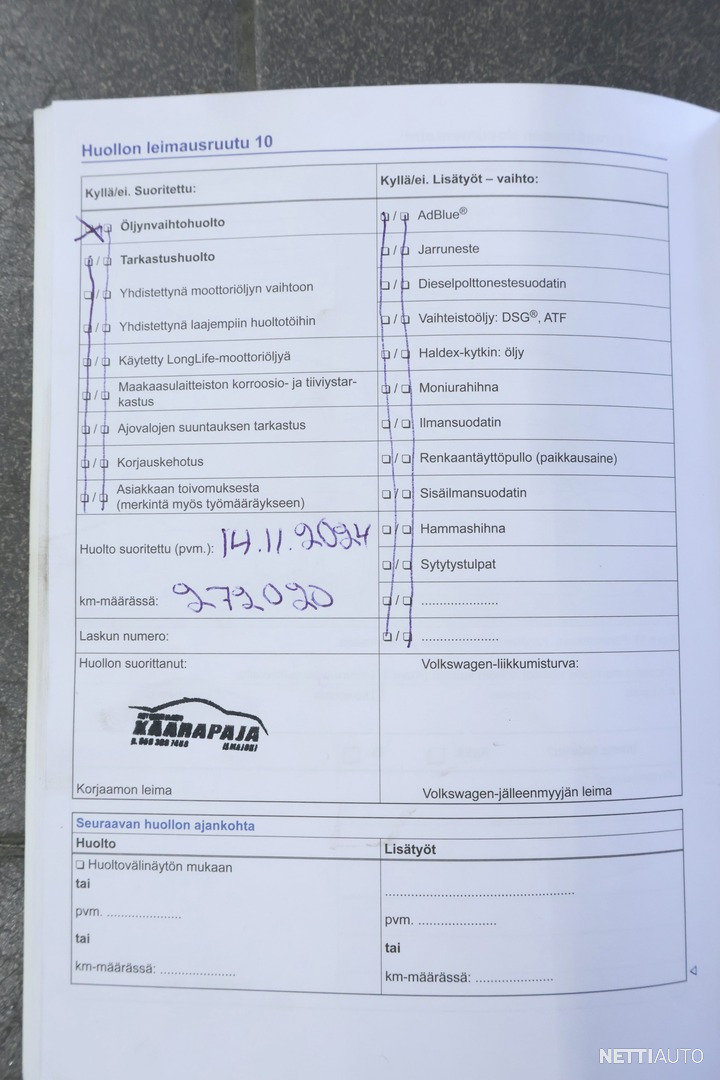 Huollon leimausruutu 10
Kyllä/ei. Suoritettu:
☒/☐ Öljynvaihtohuolto
☐/☐ Tarkastushuolto
☐/☐ Yhdistettynä moottoriöljyn vaihtoon
☐/☐ Yhdistettynä laajempiin huoltotöihin
☐/☐ Käytetty LongLife-moottoriöljyä
☐/☐ Maakaasulaitteiston korroosio- ja tiiviystar-
kastus
☐/☐ Ajovalojen suuntauksen tarkastus
☐/☐ Korjauskehotus
☐/☐ Asiakkaan toivomuksesta
(merkintä myös työmääräykseen)
Huolto suoritettu (pvm.): 14.11.2024
km-määrässä: 272020
Laskun numero:
Huollon suorittanut:
XAARAPAJA
ILMAJOKI
Korjaamon leima
Kyllä/ei. Lisätyöt – vaihto:
☐/☐ AdBlue®
☐/☐ Jarruneste
☐/☐ Dieselpolttonestesuodatin
☐/☐ Vaihteistoöljy: DSG®, ATF
☐/☐ Haldex-kytkin: öljy
☐/☐ Moniurahihna
☐/☐ Ilmansuodatin
☐/☐ Renkaantäyttöpullo (paikkausaine)
☐/☐ Sisäilmansuodatin
☐/☐ Hammashihna
☐/☐ Sytytystulpat
☐/☐ .....................
☐/☐ .....................
Volkswagen-liikkumisturva:
Volkswagen-jälleenmyyjän leima
Seuraavan huollon ajankohta
Huolto
☐ Huoltovälinäytön mukaan
tai
pvm. .....................
tai
km-määrässä: .....................
Lisätyöt
.....................................................
pvm. .....................
tai
km-määrässä: .....................
NETTIAUTO